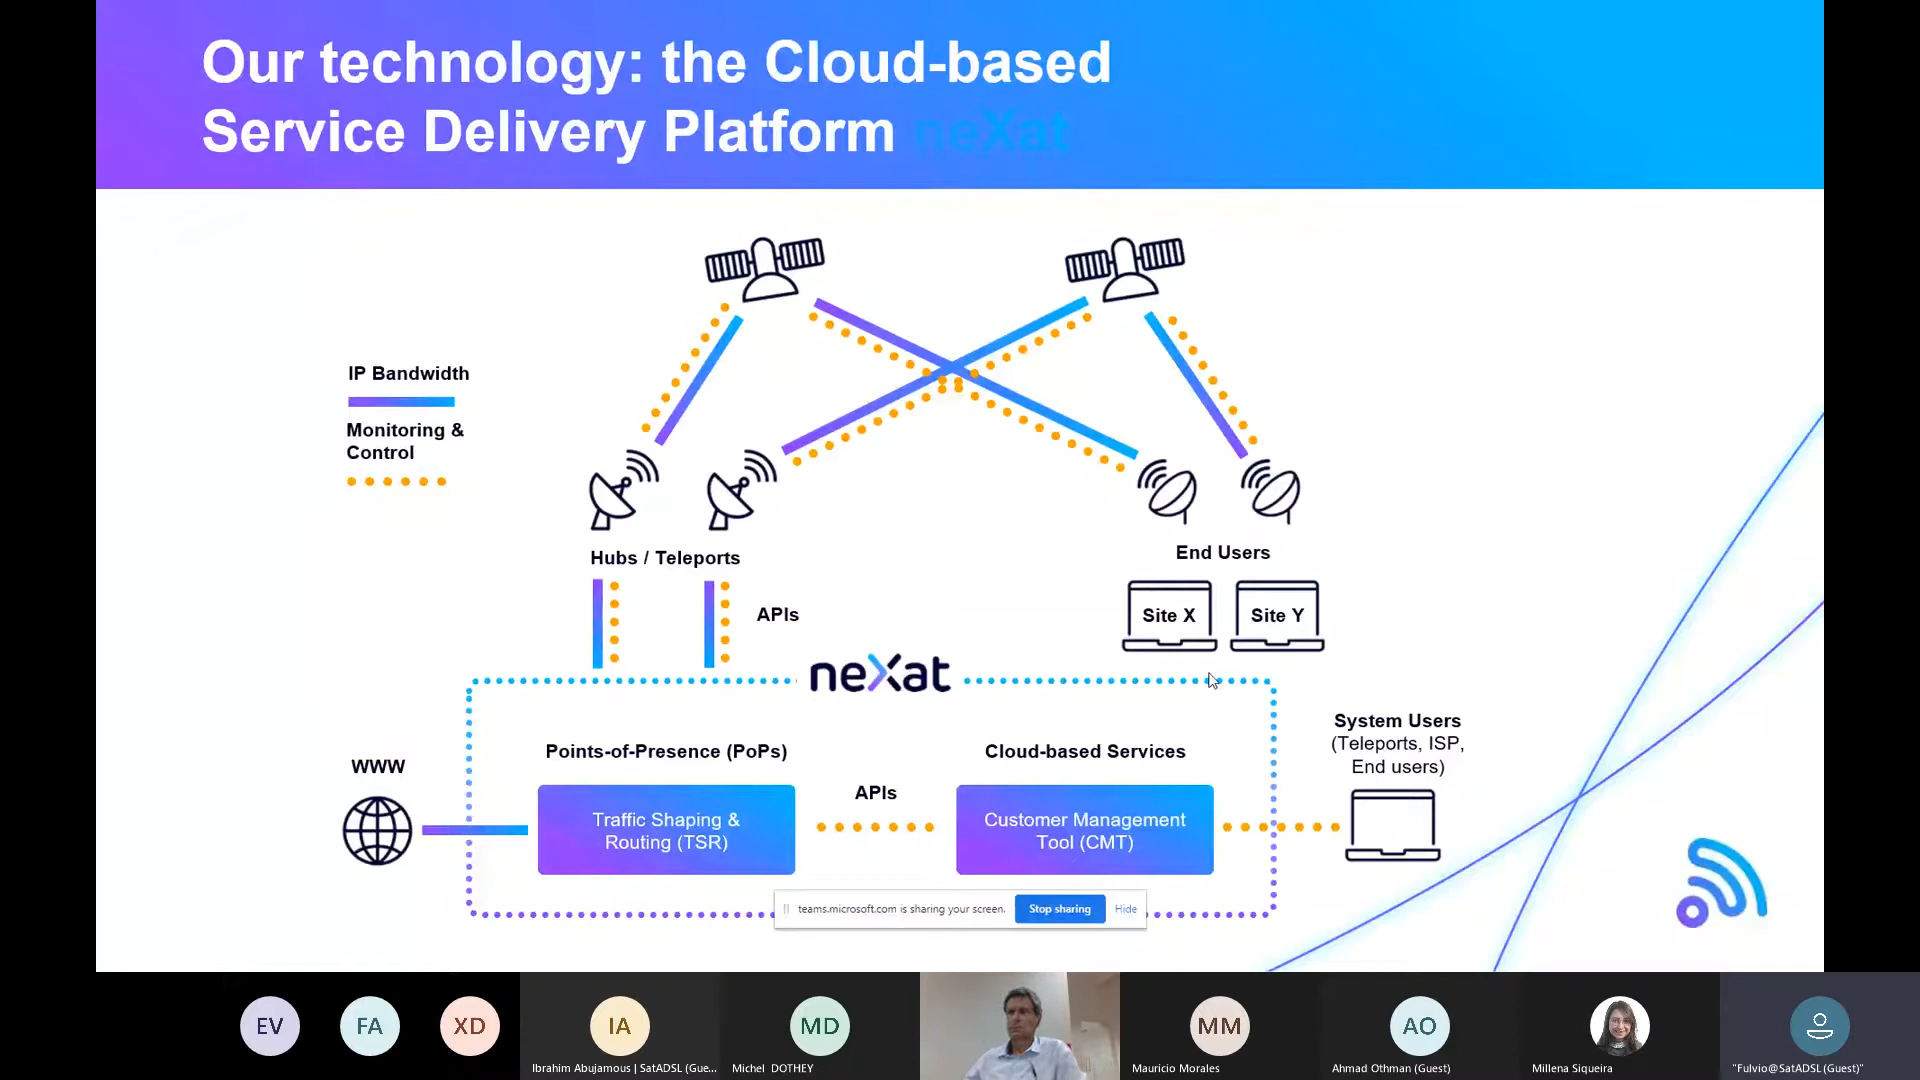 Our technology: the Cloud-based
Service Delivery Platform neXat
IP Bandwidth
Monitoring &
Control
Hubs / Teleports
End Users
APIs
Site X
Site Y
neXat
System Users
(Teleports, ISP,
End users)
WWW
Points-of-Presence (PoPs)
Cloud-based Services
APIs
Traffic Shaping &
Routing (TSR)
Customer Management
Tool (CMT)
teams.microsoft.com is sharing your screen.
Stop sharing
Hide
EV
FA
XD
IA
MD
MM
AO
Ibrahim Abujamous | SatADSL (Gue...
Michel DOTHEY
Mauricio Morales
Ahmad Othman (Guest)
Millena Siqueira
"Fulvio@SatADSL (Guest)"